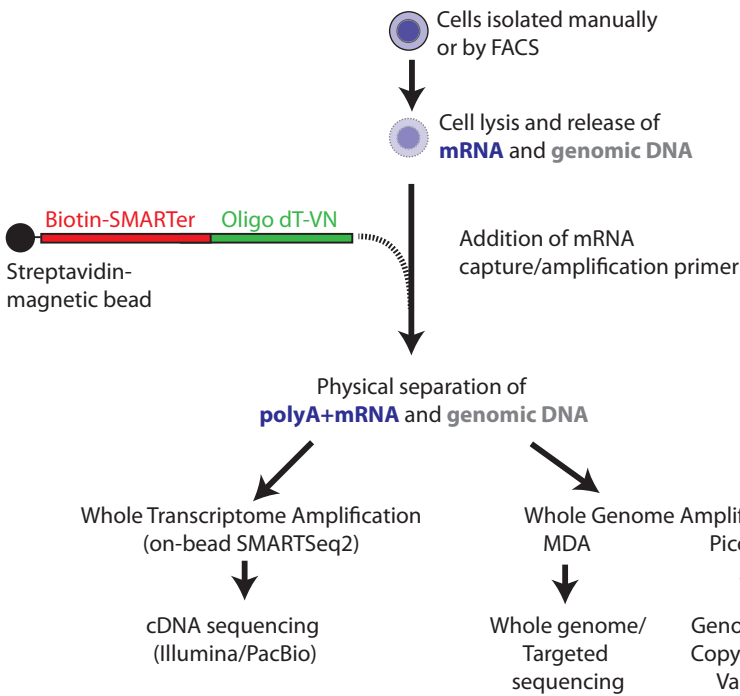 Cells isolated manually
or by FACS
Cell lysis and release of
mRNA and genomic DNA
Biotin-SMARTer Oligo dT-VN
Streptavidin-
magnetic bead
Addition of mRNA
capture/amplification primer
Physical separation of
polyA+mRNA and genomic DNA
Whole Transcriptome Amplification
(on-bead SMARTSeq2)
cDNA sequencing
(Illumina/PacBio)
Whole Genome
MDA
Whole genome/
Targeted
sequencing